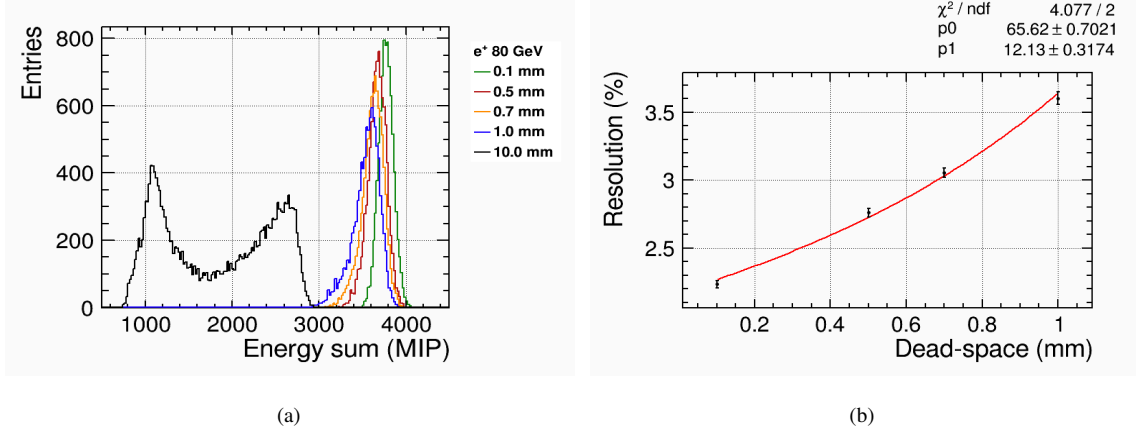 Entries
800
600
400
200
0
1000 2000 3000 4000
Energy sum (MIP)
e⁺ 80 GeV
0.1 mm
0.5 mm
0.7 mm
1.0 mm
10.0 mm
(a)
χ² / ndf 4.077 / 2
p0 65.62 ± 0.7021
p1 12.13 ± 0.3174
Resolution (%)
3.5
3
2.5
0.2 0.4 0.6 0.8 1
Dead-space (mm)
(b)